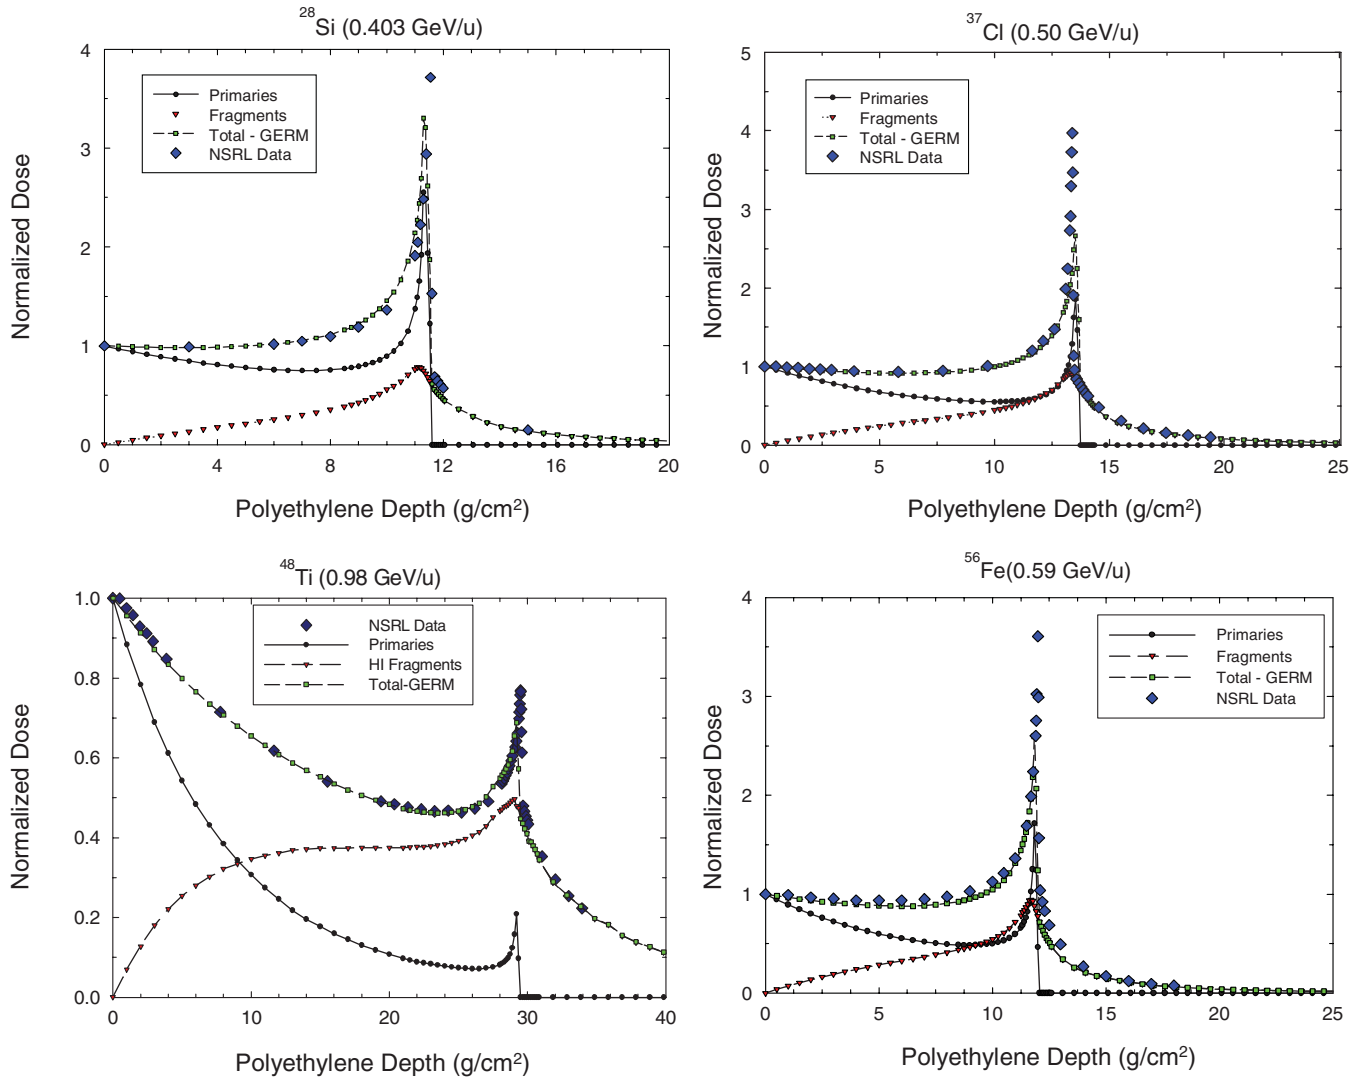 ²⁸Si (0.403 GeV/u)
4
3
2
1
0
Normalized Dose
Primaries
Fragments
Total - GERM
NSRL Data
0 4 8 12 16 20
Polyethylene Depth (g/cm²)
³⁷Cl (0.50 GeV/u)
5
4
3
2
1
0
Normalized Dose
Primaries
Fragments
Total - GERM
NSRL Data
0 5 10 15 20 25
Polyethylene Depth (g/cm²)
⁴⁸Ti (0.98 GeV/u)
1.0
0.8
0.6
0.4
0.2
0.0
Normalized Dose
NSRL Data
Primaries
HI Fragments
Total-GERM
0 10 20 30 40
Polyethylene Depth (g/cm²)
⁵⁶Fe(0.59 GeV/u)
4
3
2
1
0
Normalized Dose
Primaries
Fragments
Total - GERM
NSRL Data
0 5 10 15 20 25
Polyethylene Depth (g/cm²)